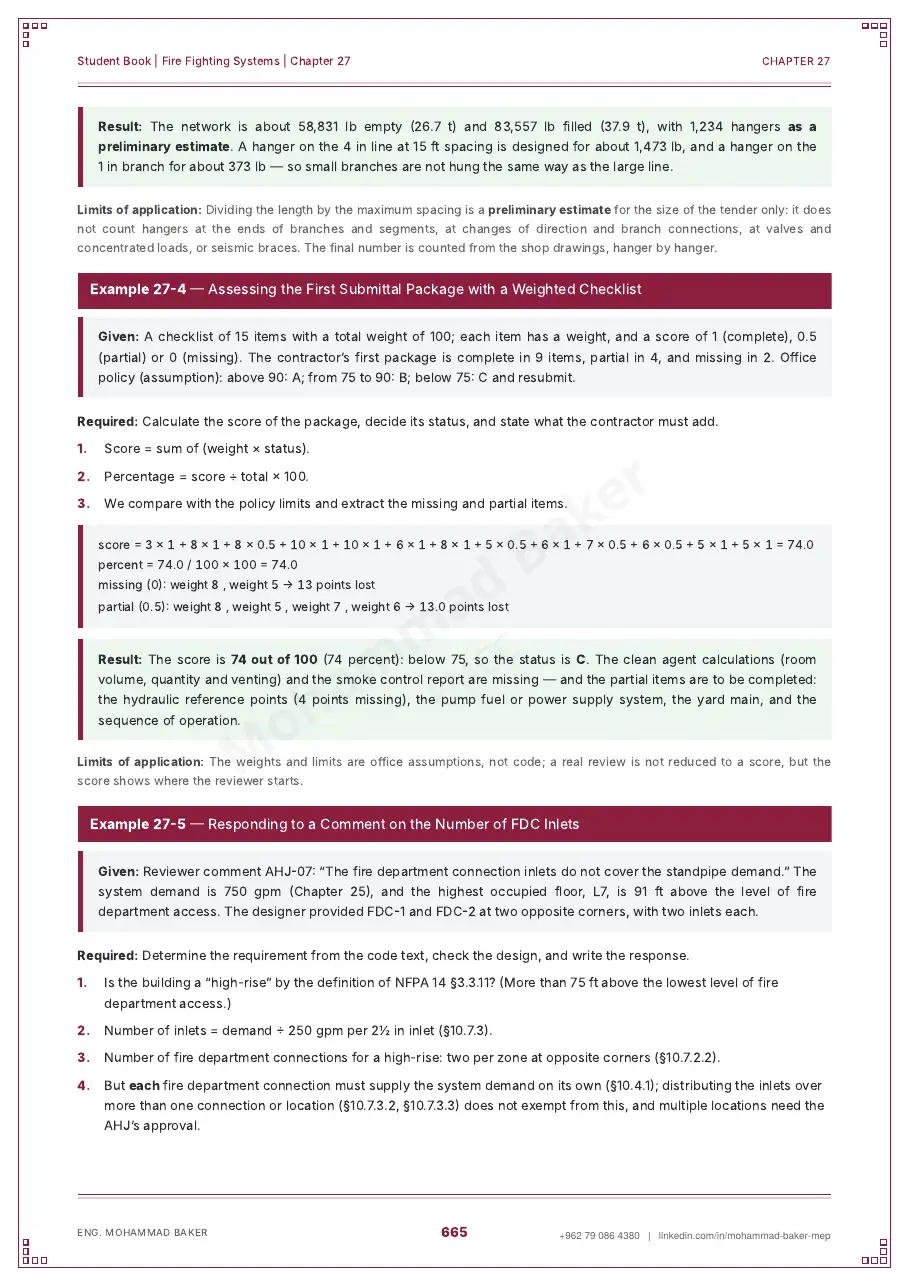 Student Book | Fire Fighting Systems | Chapter 27
CHAPTER 27
Result: The network is about 58,831 lb empty (26.7 t) and 83,557 lb filled (37.9 t), with 1,234 hangers as a
preliminary estimate. A hanger on the 4 in line at 15 ft spacing is designed for about 1,473 lb, and a hanger on the
1 in branch for about 373 lb — so small branches are not hung the same way as the large line.
Limits of application: Dividing the length by the maximum spacing is a preliminary estimate for the size of the tender only: it does
not count hangers at the ends of branches and segments, at changes of direction and branch connections, at valves and
concentrated loads, or seismic braces. The final number is counted from the shop drawings, hanger by hanger.
Example 27-4 — Assessing the First Submittal Package with a Weighted Checklist
Given: A checklist of 15 items with a total weight of 100; each item has a weight, and a score of 1 (complete), 0.5
(partial) or 0 (missing). The contractor's first package is complete in 9 items, partial in 4, and missing in 2. Office
policy (assumption): above 90: A; from 75 to 90: B; below 75: C and resubmit.
Required: Calculate the score of the package, decide its status, and state what the contractor must add.
1. Score = sum of (weight × status).
2. Percentage = score ÷ total × 100.
3. We compare with the policy limits and extract the missing and partial items.
score = 3 × 1 + 8 × 1 + 8 × 0.5 + 10 × 1 + 10 × 1 + 6 × 1 + 8 × 1 + 5 × 0.5 + 6 × 1 + 7 × 0.5 + 6 × 0.5 + 5 × 1 + 5 × 1 = 74.0
percent = 74.0 / 100 × 100 = 74.0
missing (0): weight 8 , weight 5 → 13 points lost
partial (0.5): weight 8 , weight 5 , weight 7 , weight 6 → 13.0 points lost
Result: The score is 74 out of 100 (74 percent): below 75, so the status is C. The clean agent calculations (room
volume, quantity and venting) and the smoke control report are missing — and the partial items are to be completed:
the hydraulic reference points (4 points missing), the pump fuel or power supply system, the yard main, and the
sequence of operation.
Limits of application: The weights and limits are office assumptions, not code; a real review is not reduced to a score, but the
score shows where the reviewer starts.
Example 27-5 — Responding to a Comment on the Number of FDC Inlets
Given: Reviewer comment AHJ-07: “The fire department connection inlets do not cover the standpipe demand.” The
system demand is 750 gpm (Chapter 25), and the highest occupied floor, L7, is 91 ft above the level of fire
department access. The designer provided FDC-1 and FDC-2 at two opposite corners, with two inlets each.
Required: Determine the requirement from the code text, check the design, and write the response.
1. Is the building a “high-rise” by the definition of NFPA 14 §3.3.11? (More than 75 ft above the lowest level of fire
department access.)
2. Number of inlets = demand ÷ 250 gpm per 2½ in inlet (§10.7.3).
3. Number of fire department connections for a high-rise: two per zone at opposite corners (§10.7.2.2).
4. But each fire department connection must supply the system demand on its own (§10.4.1); distributing the inlets over
more than one connection or location (§10.7.3.2, §10.7.3.3) does not exempt from this, and multiple locations need the
AHJ's approval.
Mohammad Baker
ENG. MOHAMMAD BAKER
665
+962 79 086 4380 | linkedin.com/in/mohammad-baker-mep